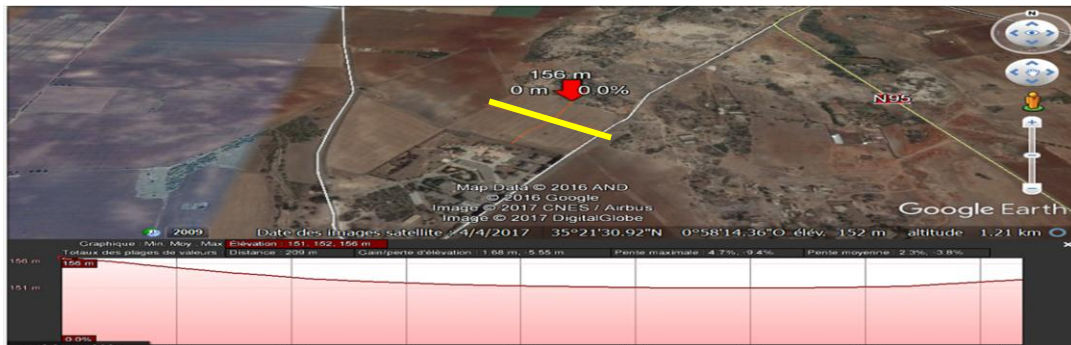 N
156 m
0 m 0.0%
N95
Map Data © 2016 AND
© 2016 Google
Image © 2017 CNES / Airbus
Image © 2017 DigitalGlobe
Google Earth
2009 Date des images satellite : 4/4/2017 35°21'30.92"N 0°58'14.36"O élév. 152 m altitude 1.21 km
Graphique : Min, Moy, Max Élévation : 151, 152, 156 m
Totaux des plages de valeurs Distance : 209 m Gain/perte d'élévation : 1.68 m, -5.55 m Pente maximale : 4.7%, -9.4% Pente moyenne : 2.3%, -3.8%
156 m
156 m
151 m
0.0%